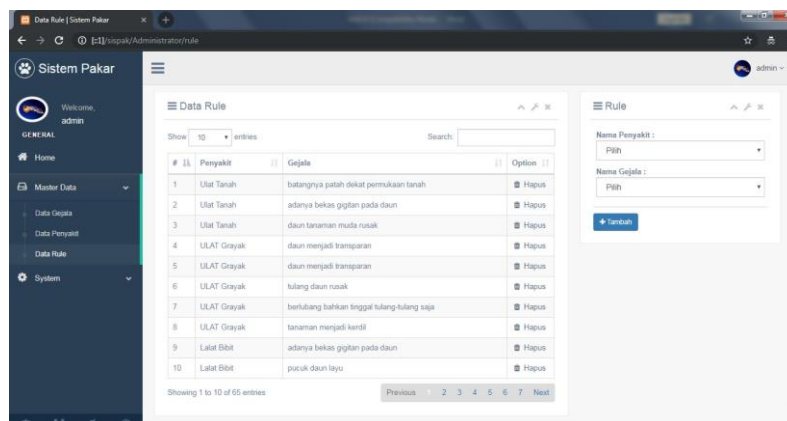 Data Rule | Sistem Pakar
[::1]/sispak/Administrator/rule
Sistem Pakar
admin
Welcome,
admin
GENERAL
Home
Master Data
Data Gejala
Data Penyakit
Data Rule
System
Data Rule
Show 10 entries
Search:
# Penyakit Gejala Option
1 Ulat Tanah batangnya patah dekat permukaan tanah Hapus
2 Ulat Tanah adanya bekas gigitan pada daun Hapus
3 Ulat Tanah daun tanaman muda rusak Hapus
4 ULAT Grayak daun menjadi transparan Hapus
5 ULAT Grayak daun menjadi transparan Hapus
6 ULAT Grayak tulang daun rusak Hapus
7 ULAT Grayak berlubang bahkan tinggal tulang-tulang saja Hapus
8 ULAT Grayak tanaman menjadi kerdil Hapus
9 Lalat Bibit adanya bekas gigitan pada daun Hapus
10 Lalat Bibit pucuk daun layu Hapus
Showing 1 to 10 of 65 entries
Previous 1 2 3 4 5 6 7 Next
Rule
Nama Penyakit :
Pilih
Nama Gejala :
Pilih
+ Tambah